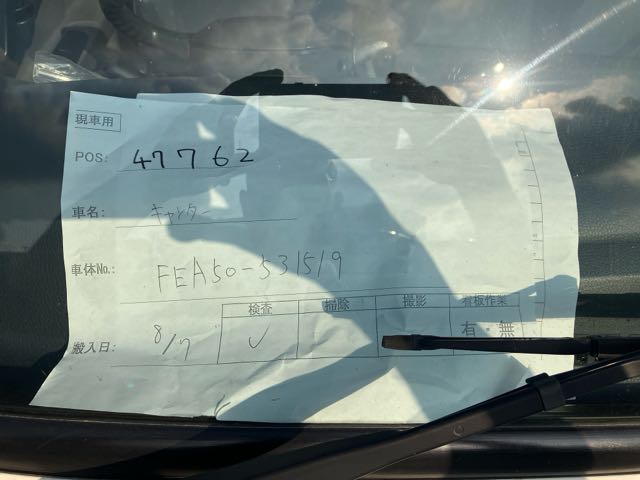 現車用
POS: 47762
車名: キャンター
車体No.: FEA50-531519
検査 掃除 撮影 看板作業
搬入日: 8/7 ✓ 有・無